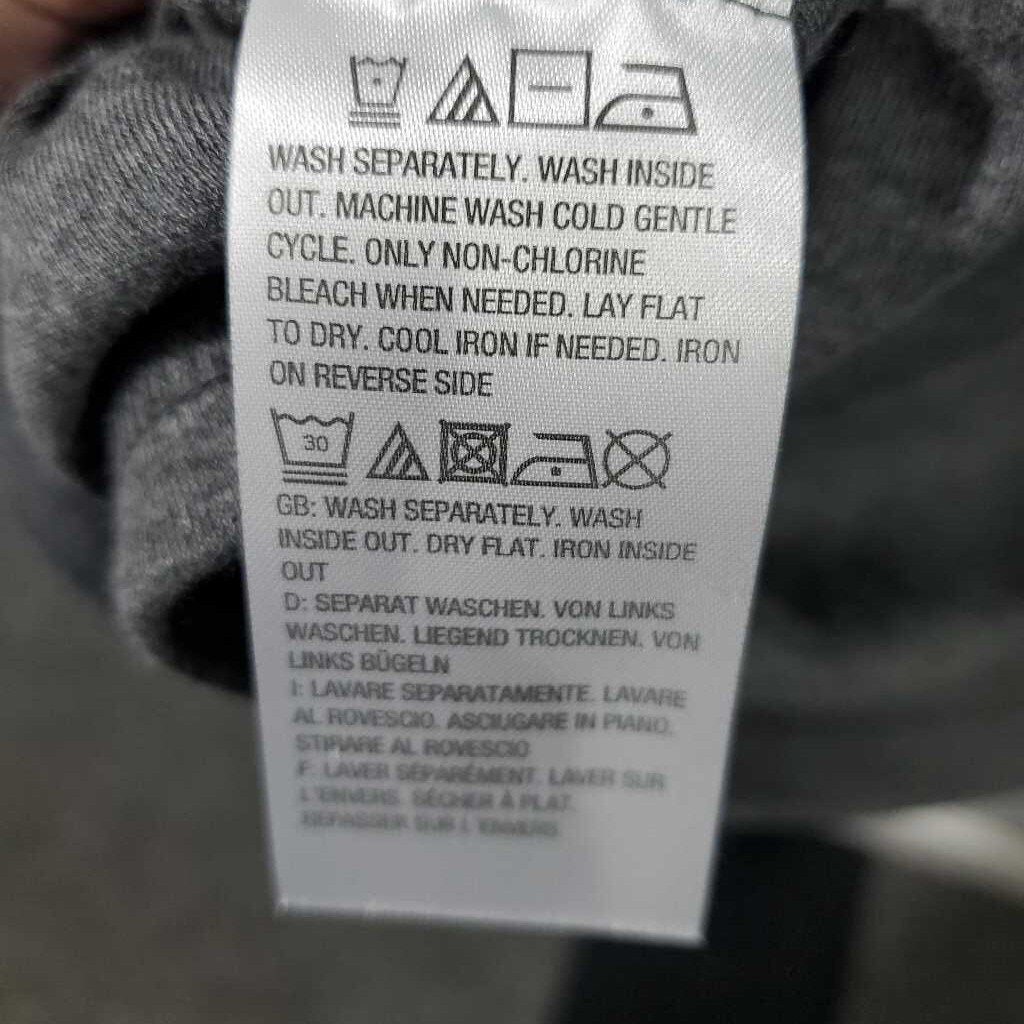 WASH SEPARATELY. WASH INSIDE
OUT. MACHINE WASH COLD GENTLE
CYCLE. ONLY NON-CHLORINE
BLEACH WHEN NEEDED. LAY FLAT
TO DRY. COOL IRON IF NEEDED. IRON
ON REVERSE SIDE
30
GB: WASH SEPARATELY. WASH
INSIDE OUT. DRY FLAT. IRON INSIDE
OUT
D: SEPARAT WASCHEN. VON LINKS
WASCHEN. LIEGEND TROCKNEN. VON
LINKS BÜGELN
I: LAVARE SEPARATAMENTE. LAVARE
AL ROVESCIO. ASCIUGARE IN PIANO.
STIRARE AL ROVESCIO
F: LAVER SÉPARÉMENT. LAVER SUR
L'ENVERS. SÉCHER À PLAT.
REPASSER SUR L'ENVERS